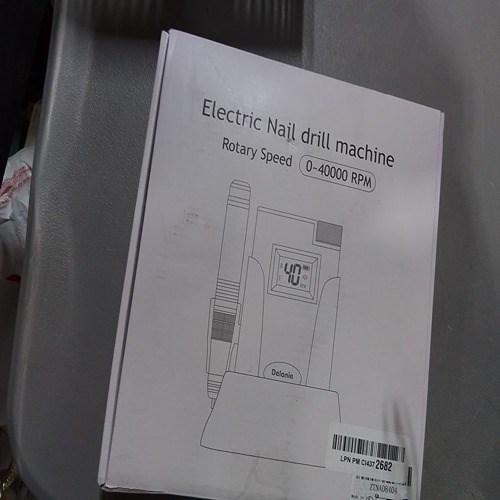 Electric Nail drill machine
Rotary Speed 0-40000 RPM
40
Delanie
LPN PM CI437 2682